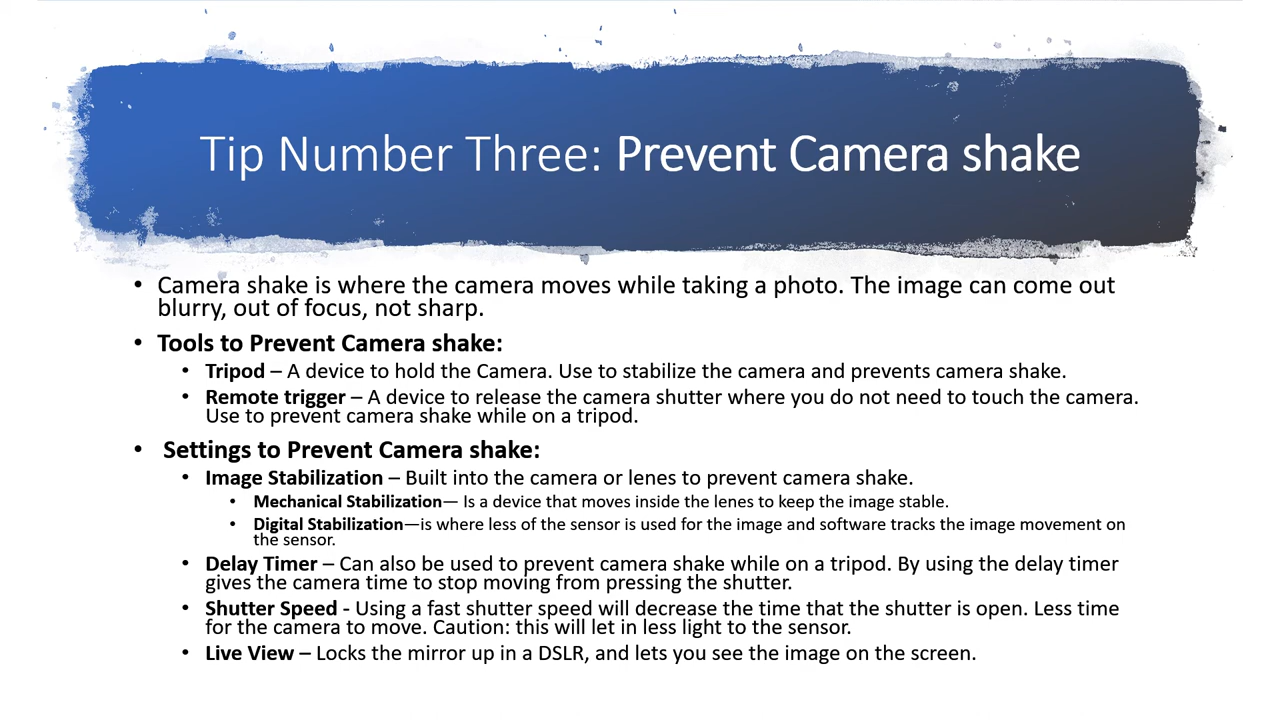 Tip Number Three: Prevent Camera shake
• Camera shake is where the camera moves while taking a photo. The image can come out
blurry, out of focus, not sharp.
• Tools to Prevent Camera shake:
• Tripod – A device to hold the Camera. Use to stabilize the camera and prevents camera shake.
• Remote trigger – A device to release the camera shutter where you do not need to touch the camera.
Use to prevent camera shake while on a tripod.
• Settings to Prevent Camera shake:
• Image Stabilization – Built into the camera or lenes to prevent camera shake.
• Mechanical Stabilization— Is a device that moves inside the lenes to keep the image stable.
• Digital Stabilization—is where less of the sensor is used for the image and software tracks the image movement on
the sensor.
• Delay Timer – Can also be used to prevent camera shake while on a tripod. By using the delay timer
gives the camera time to stop moving from pressing the shutter.
• Shutter Speed - Using a fast shutter speed will decrease the time that the shutter is open. Less time
for the camera to move. Caution: this will let in less light to the sensor.
• Live View – Locks the mirror up in a DSLR, and lets you see the image on the screen.